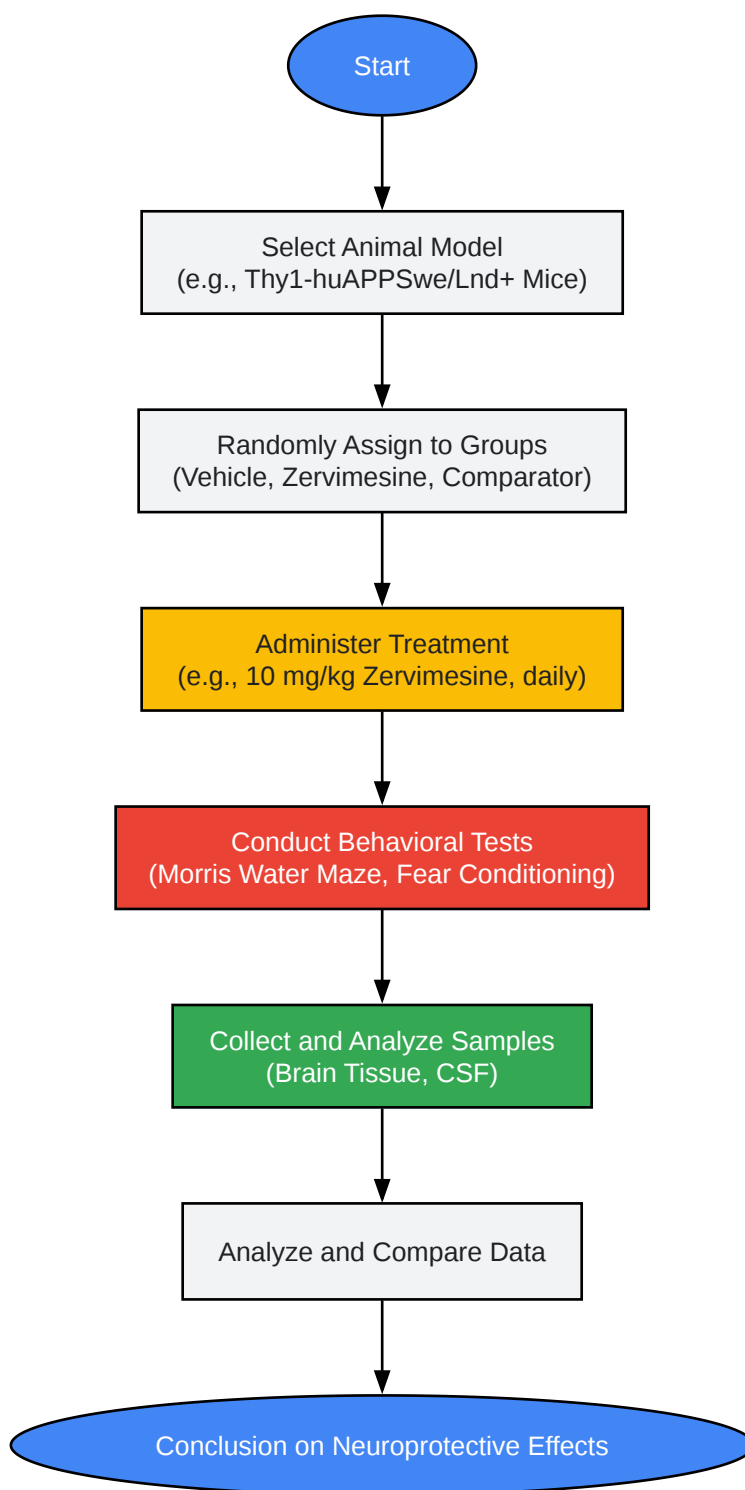 Start
Select Animal Model
(e.g., Thy1-huAPPSwe/Lnd+ Mice)
Randomly Assign to Groups
(Vehicle, Zervimesine, Comparator)
Administer Treatment
(e.g., 10 mg/kg Zervimesine, daily)
Conduct Behavioral Tests
(Morris Water Maze, Fear Conditioning)
Collect and Analyze Samples
(Brain Tissue, CSF)
Analyze and Compare Data
Conclusion on Neuroprotective Effects